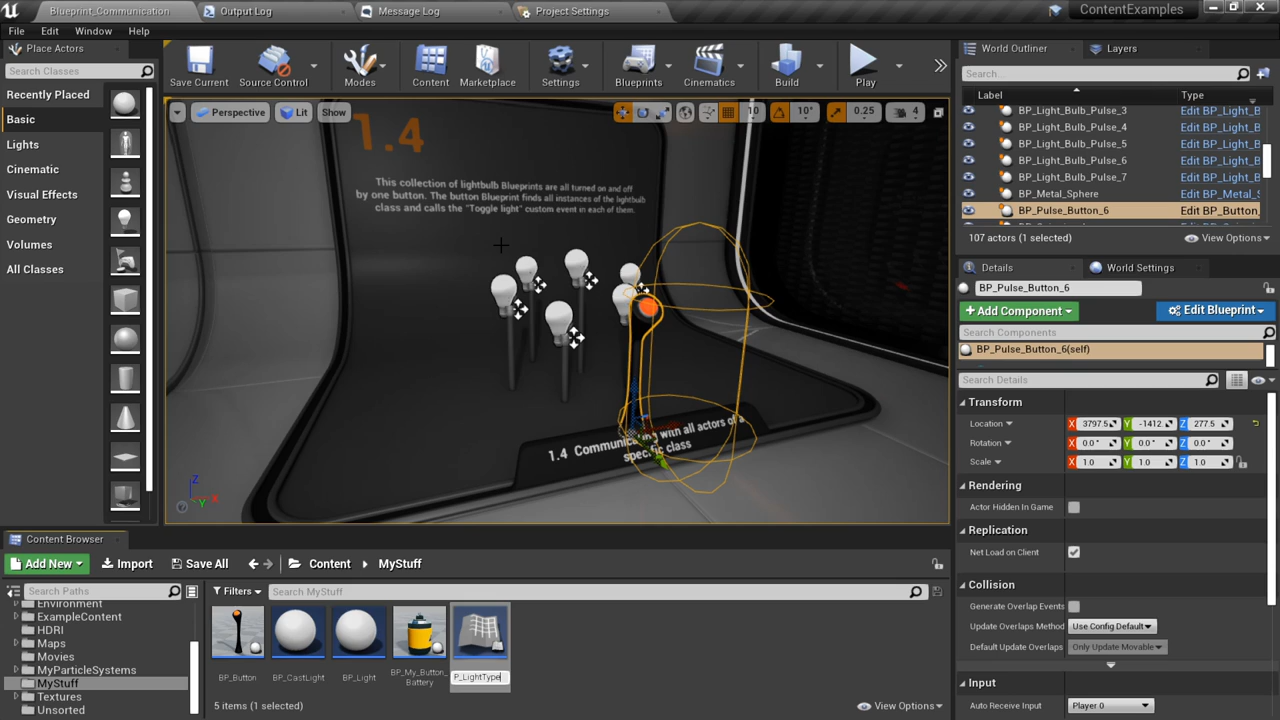 Blueprint_Communication
Output Log
Message Log
Project Settings
ContentExamples
File
Edit
Window
Help
Place Actors
Search Classes
Recently Placed
Basic
Lights
Cinematic
Visual Effects
Geometry
Volumes
All Classes
Save Current
Source Control
Modes
Content
Marketplace
Settings
Blueprints
Cinematics
Build
Play
Perspective
Lit
Show
10
10°
0.25
4
1.4
This collection of lightbulb Blueprints are all turned on and off
by one button. The button Blueprint finds all instances of the lightbulb
class and calls the "Toggle light" custom event in each of them.
1.4 Communicating with all actors of a
specific class
Z
X
Y
World Outliner
Layers
Search...
Label
Type
BP_Light_Bulb_Pulse_3 Edit BP_Light_B
BP_Light_Bulb_Pulse_4 Edit BP_Light_B
BP_Light_Bulb_Pulse_5 Edit BP_Light_B
BP_Light_Bulb_Pulse_6 Edit BP_Light_B
BP_Light_Bulb_Pulse_7 Edit BP_Light_B
BP_Metal_Sphere Edit BP_Metal_S
BP_Pulse_Button_6 Edit BP_Button_
107 actors (1 selected)
View Options
Details
World Settings
BP_Pulse_Button_6
Add Component
Edit Blueprint
Search Components
BP_Pulse_Button_6(self)
Search Details
Transform
Location X 3797.5 Y -1412. Z 277.5
Rotation X 0.0° Y 0.0° Z 0.0°
Scale X 1.0 Y 1.0 Z 1.0
Rendering
Actor Hidden In Game
Replication
Net Load on Client
Collision
Generate Overlap Events
Update Overlaps Method Use Config Default
Default Update Overlaps Only Update Movable
Input
Auto Receive Input Player 0
Content Browser
Add New
Import
Save All
Content
MyStuff
Search Paths
Filters
Search MyStuff
Environment
ExampleContent
HDRI
Maps
Movies
MyParticleSystems
MyStuff
Textures
Unsorted
BP_Button
BP_CastLight
BP_Light
BP_My_Button_
Battery
P_LightType
5 items (1 selected)
View Options